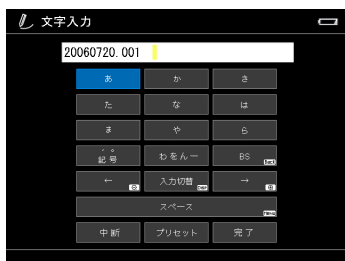 文字入力
20060720.001
あ か さ
た な は
ま や ら
゛゜記号 わをんー BS Back
← 入力切替 →
スペース
中断 プリセット 完了